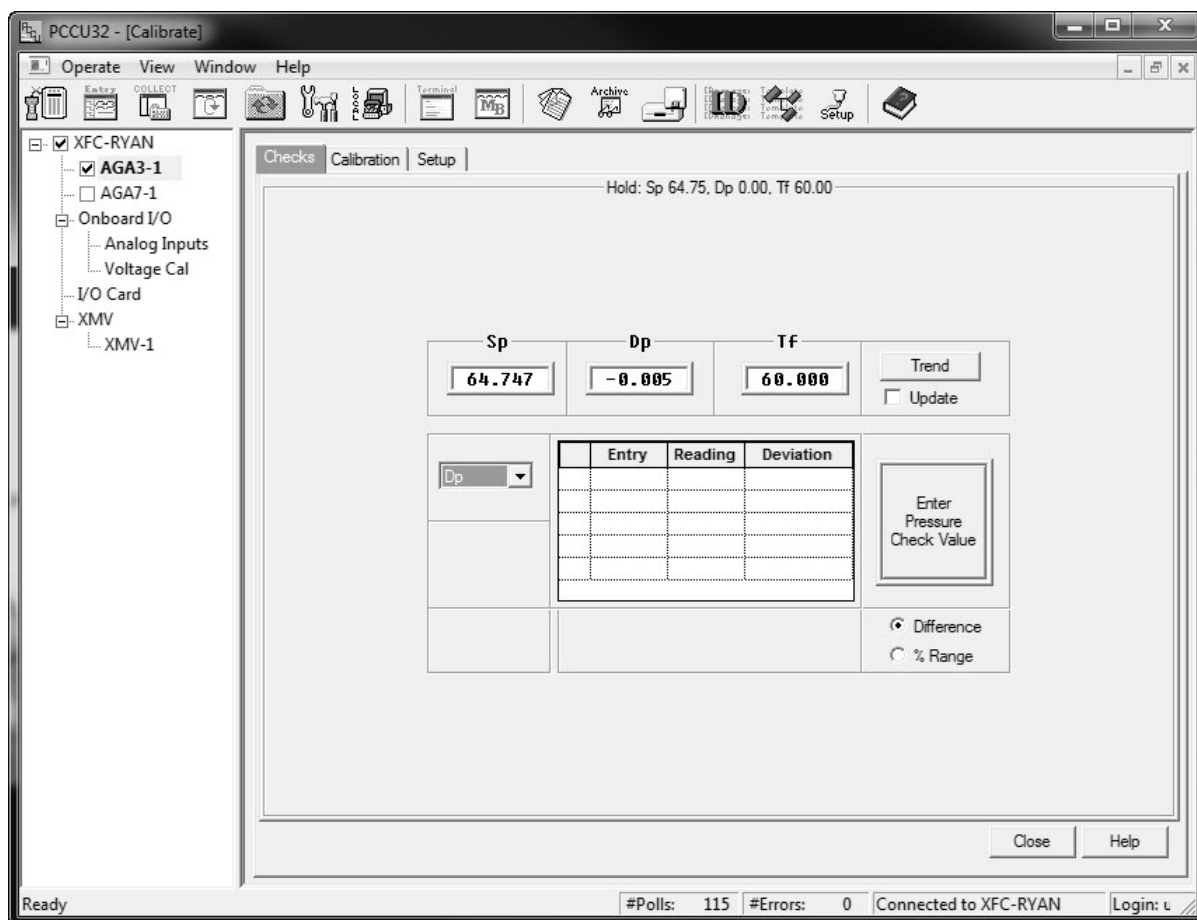 PCCU32 - [Calibrate]
Operate View Window Help
Entry COLLECT Terminal MB Archive ID Setup
XFC-RYAN
AGA3-1
AGA7-1
Onboard I/O
Analog Inputs
Voltage Cal
I/O Card
XMV
XMV-1
Checks Calibration Setup
Hold: Sp 64.75, Dp 0.00, Tf 60.00
Sp Dp Tf
64.747 -0.005 60.000
Trend
Update
Dp
Entry Reading Deviation
Enter
Pressure
Check Value
Difference
% Range
Close Help
Ready #Polls: 115 #Errors: 0 Connected to XFC-RYAN Login: u